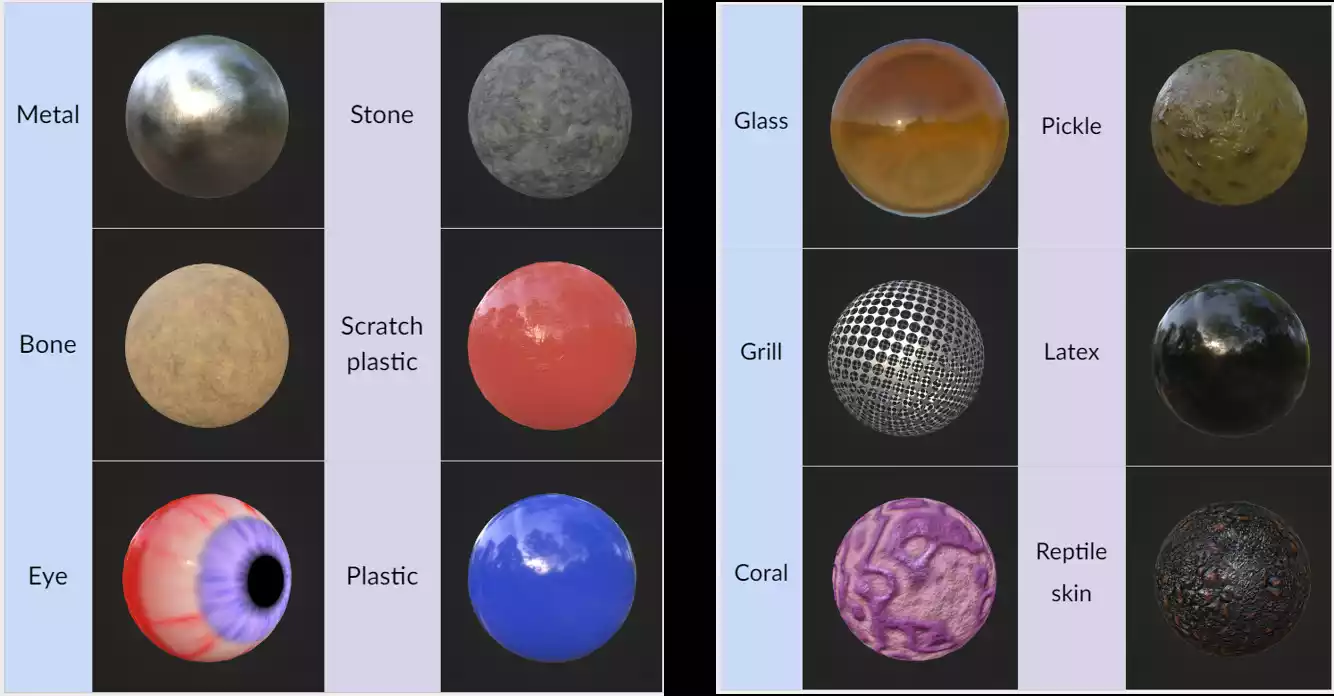 Metal
Stone
Bone
Scratch
plastic
Eye
Plastic
Glass
Pickle
Grill
Latex
Coral
Reptile
skin